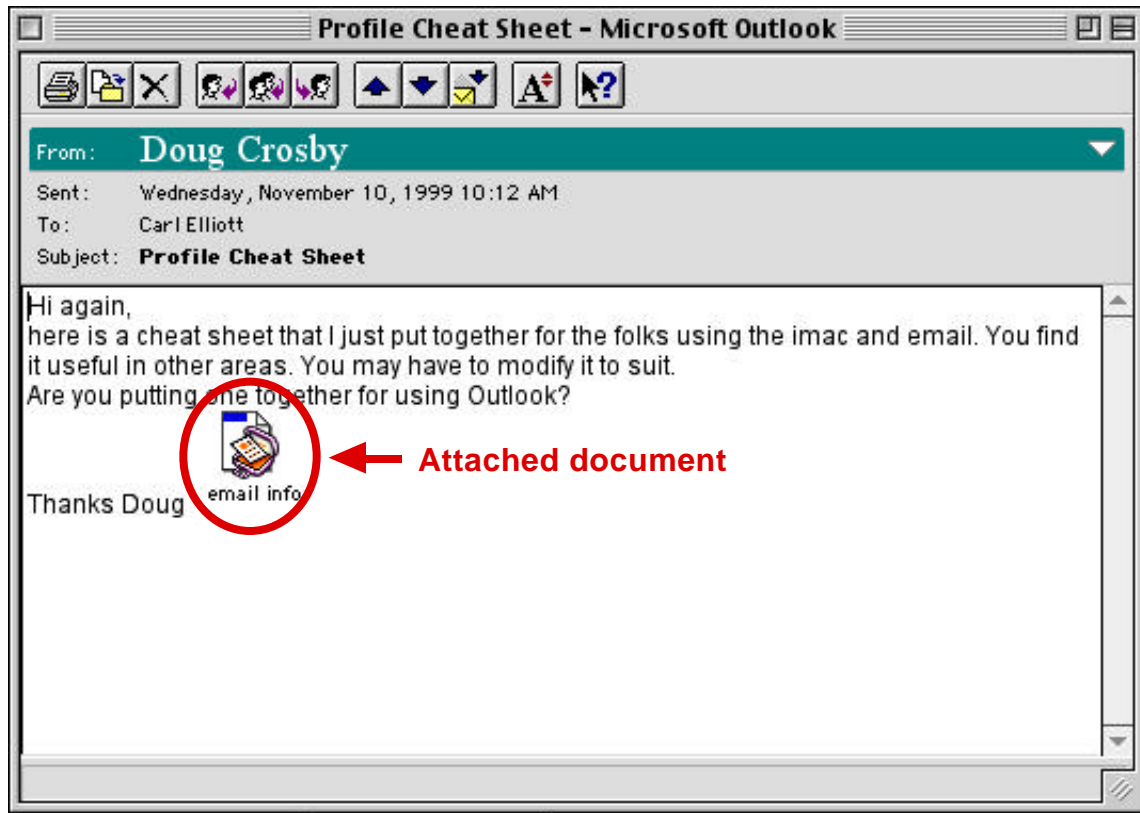 Profile Cheat Sheet – Microsoft Outlook
From: Doug Crosby
Sent: Wednesday, November 10, 1999 10:12 AM
To: Carl Elliott
Subject: Profile Cheat Sheet
Hi again,
here is a cheat sheet that I just put together for the folks using the imac and email. You find
it useful in other areas. You may have to modify it to suit.
Are you putting one together for using Outlook?
Attached document
email info
Thanks Doug